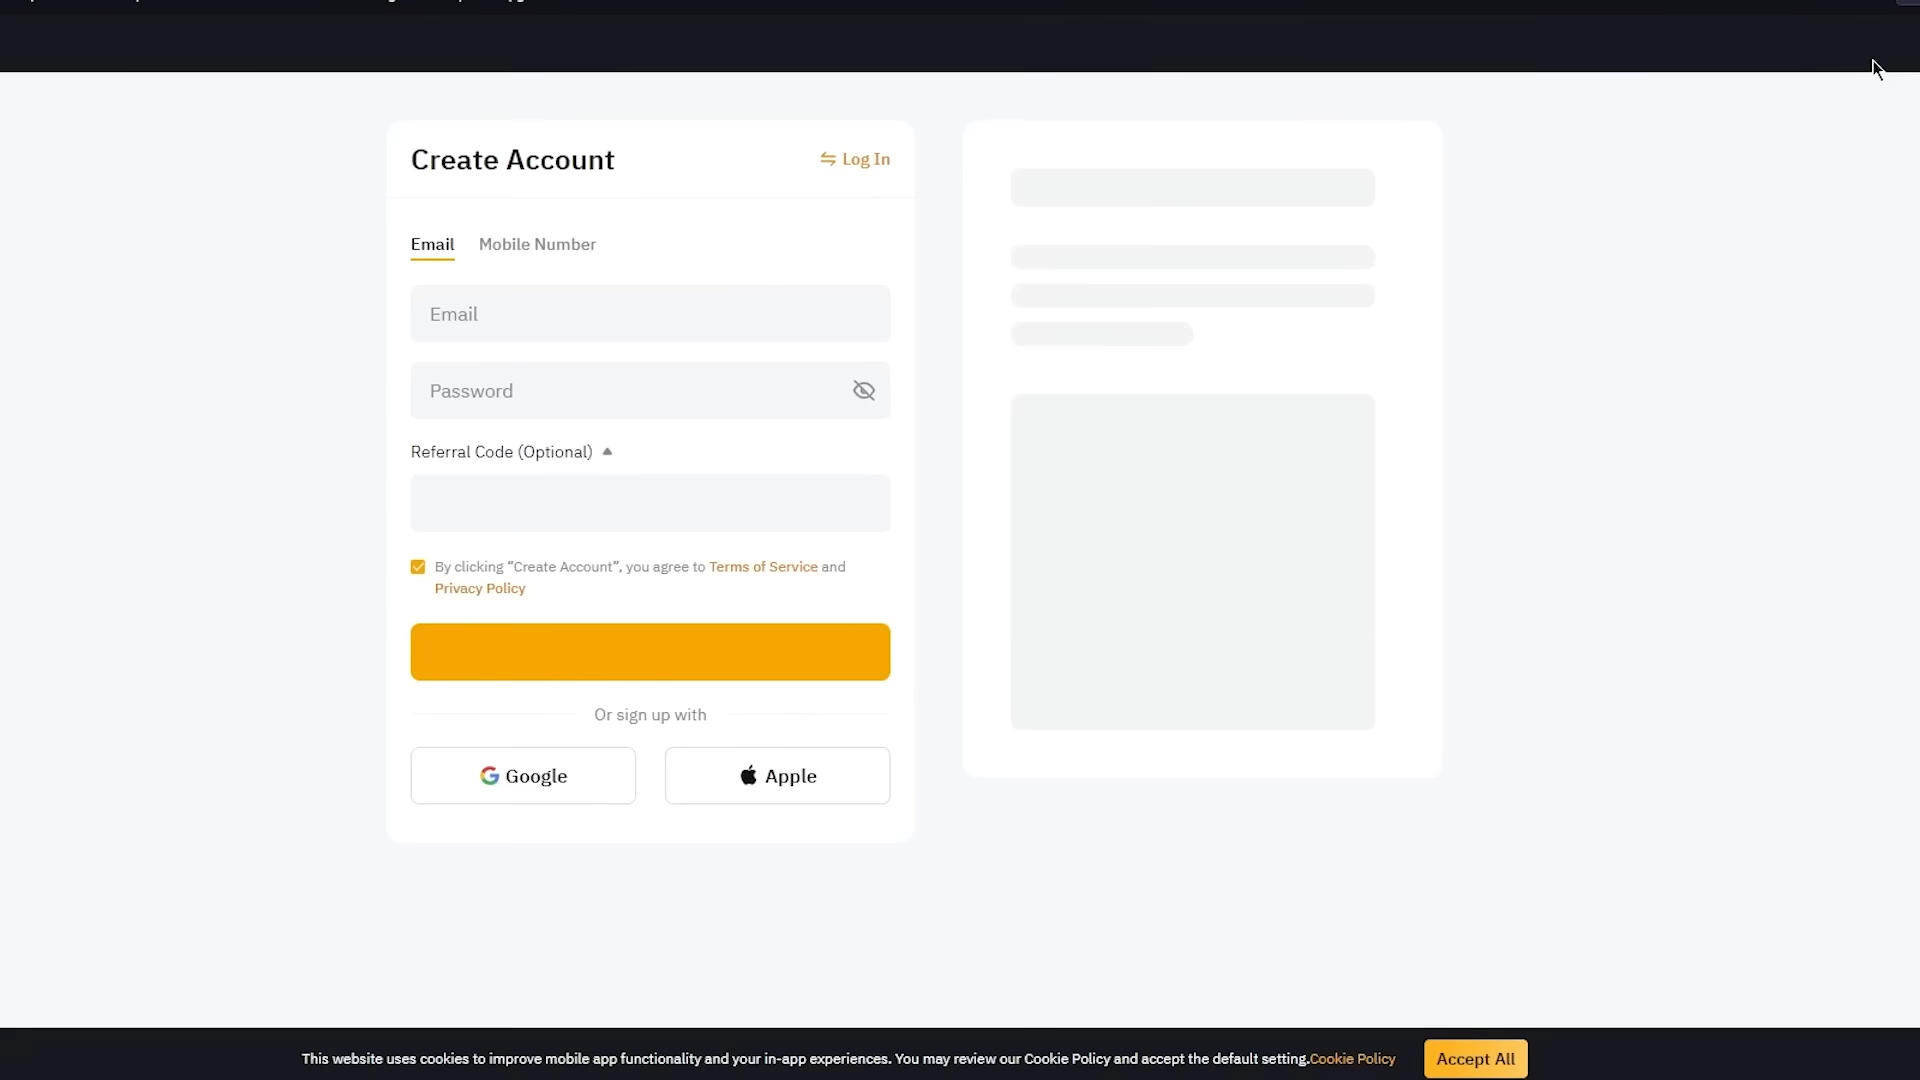 Create Account
Log In
Email
Mobile Number
Email
Password
Referral Code (Optional)
By clicking “Create Account”, you agree to Terms of Service and
Privacy Policy
Or sign up with
Google
Apple
This website uses cookies to improve mobile app functionality and your in-app experiences. You may review our Cookie Policy and accept the default setting.Cookie Policy
Accept All